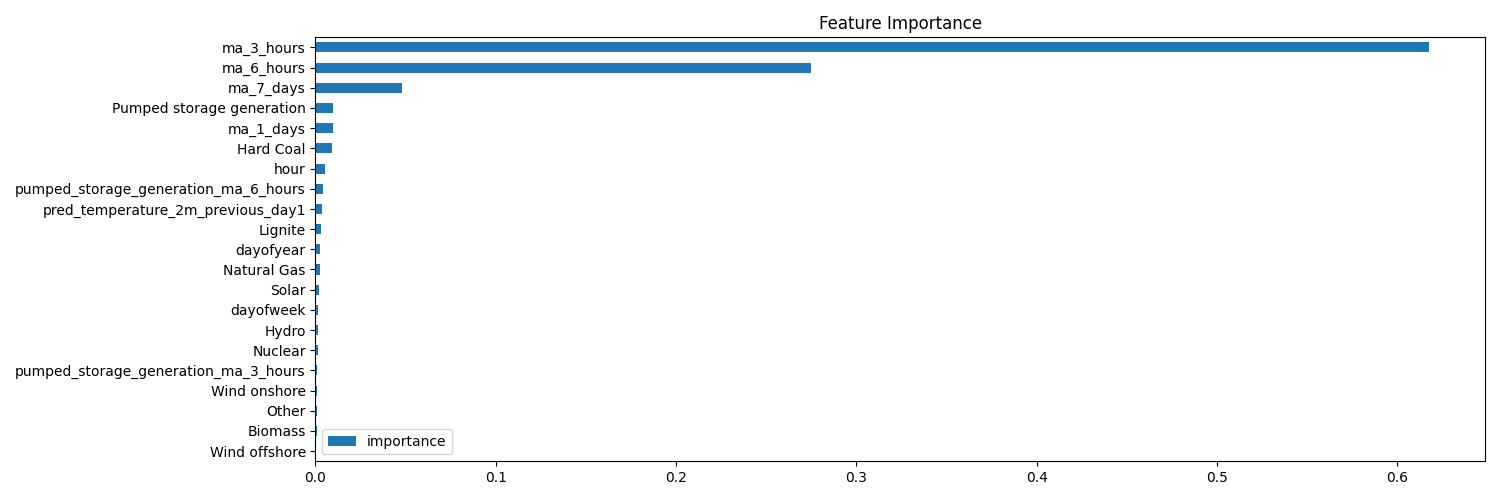 Feature Importance
ma_3_hours
ma_6_hours
ma_7_days
Pumped storage generation
ma_1_days
Hard Coal
hour
pumped_storage_generation_ma_6_hours
pred_temperature_2m_previous_day1
Lignite
dayofyear
Natural Gas
Solar
dayofweek
Hydro
Nuclear
pumped_storage_generation_ma_3_hours
Wind onshore
Other
Biomass
Wind offshore
importance
0.0 0.1 0.2 0.3 0.4 0.5 0.6